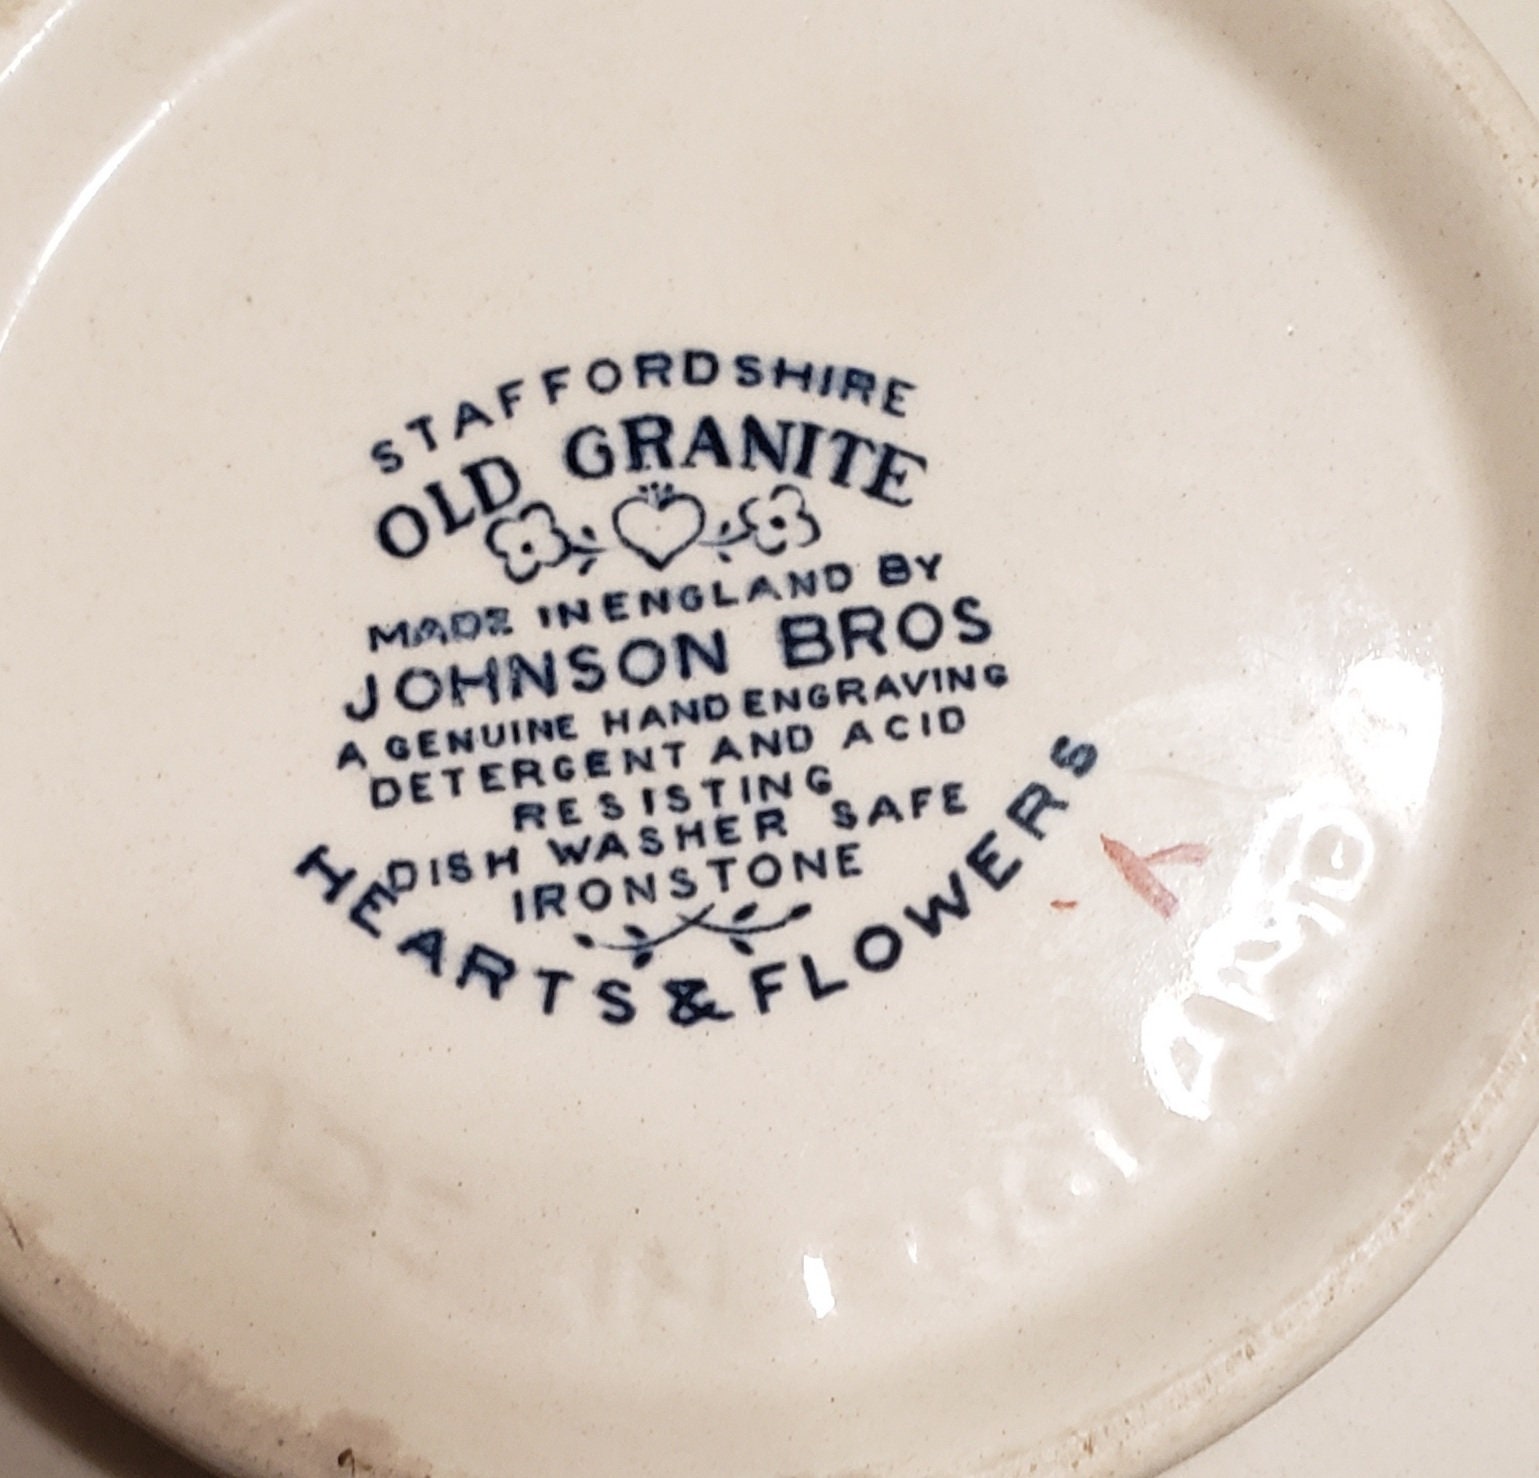 STAFFORDSHIRE
OLD GRANITE
MADE IN ENGLAND BY
JOHNSON BROS
A GENUINE HAND ENGRAVING
DETERGENT AND ACID
RESISTING
DISH WASHER SAFE
IRONSTONE
HEARTS & FLOWERS